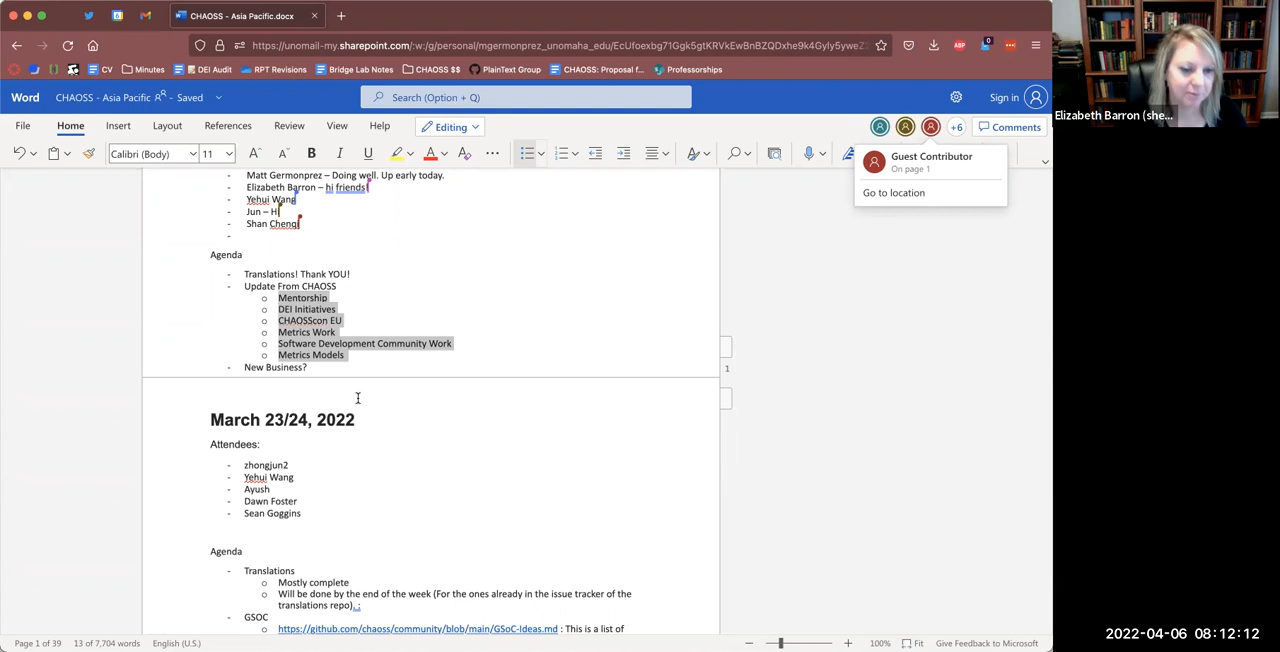 CHAOSS - Asia Pacific.docx
https://unomail-my.sharepoint.com/:w:/g/personal/mgermonprez_unomaha_edu/EcUfoexbg71Ggk5gtKRVkEwBnBZQDxhe9k4Gyly5yweZ
CV Minutes DEI Audit RPT Revisions Bridge Lab Notes CHAOSS $$ PlainText Group CHAOSS: Proposal f... Professorships
Word CHAOSS - Asia Pacific - Saved Search (Option + Q) Sign in
Elizabeth Barron (she...
File Home Insert Layout References Review View Help Editing +6 Comments
Calibri (Body) 11
Guest Contributor
On page 1
Go to location
- Matt Germonprez – Doing well. Up early today.
- Elizabeth Barron – hi friends!
- Yehui Wang
- Jun – Hi
- Shan Chenqi
-
Agenda
- Translations! Thank YOU!
- Update From CHAOSS
o Mentorship
o DEI Initiatives
o CHAOSScon EU
o Metrics Work
o Software Development Community Work
o Metrics Models
- New Business?
1
March 23/24, 2022
Attendees:
- zhongjun2
- Yehui Wang
- Ayush
- Dawn Foster
- Sean Goggins
Agenda
- Translations
o Mostly complete
o Will be done by the end of the week (For the ones already in the issue tracker of the
translations repo). :
- GSOC
o https://github.com/chaoss/community/blob/main/GSoC-Ideas.md : This is a list of
Page 1 of 39 13 of 7,704 words English (U.S.) 100% Fit Give Feedback to Microsoft
2022-04-06 08:12:12